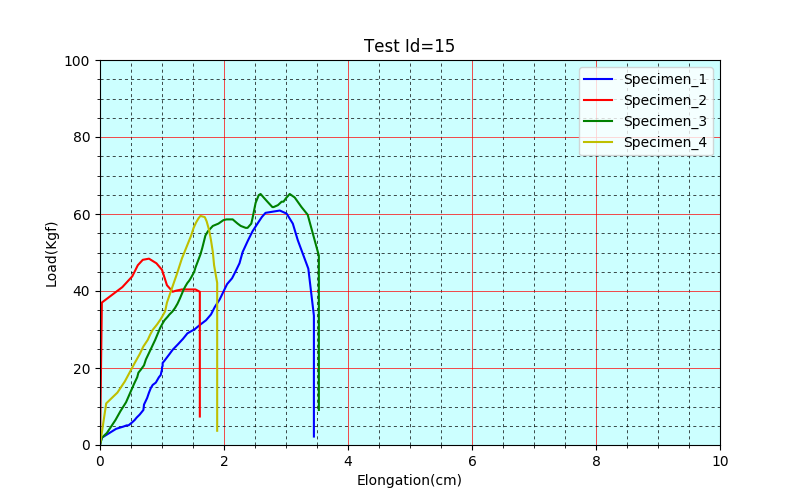 Test Id=15
100
80
60
40
20
0
Load(Kgf)
Specimen_1
Specimen_2
Specimen_3
Specimen_4
0 2 4 6 8 10
Elongation(cm)